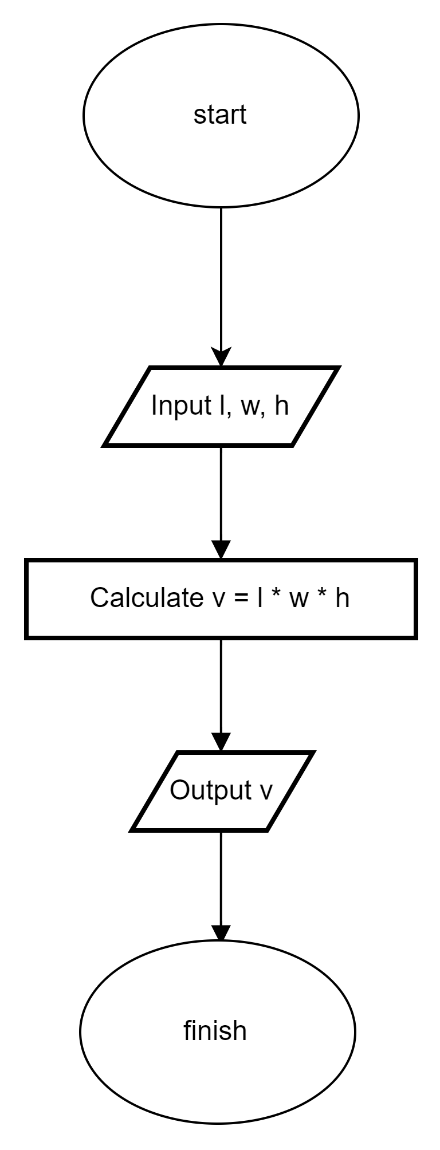 start
Input l, w, h
Calculate v = l * w * h
Output v
finish